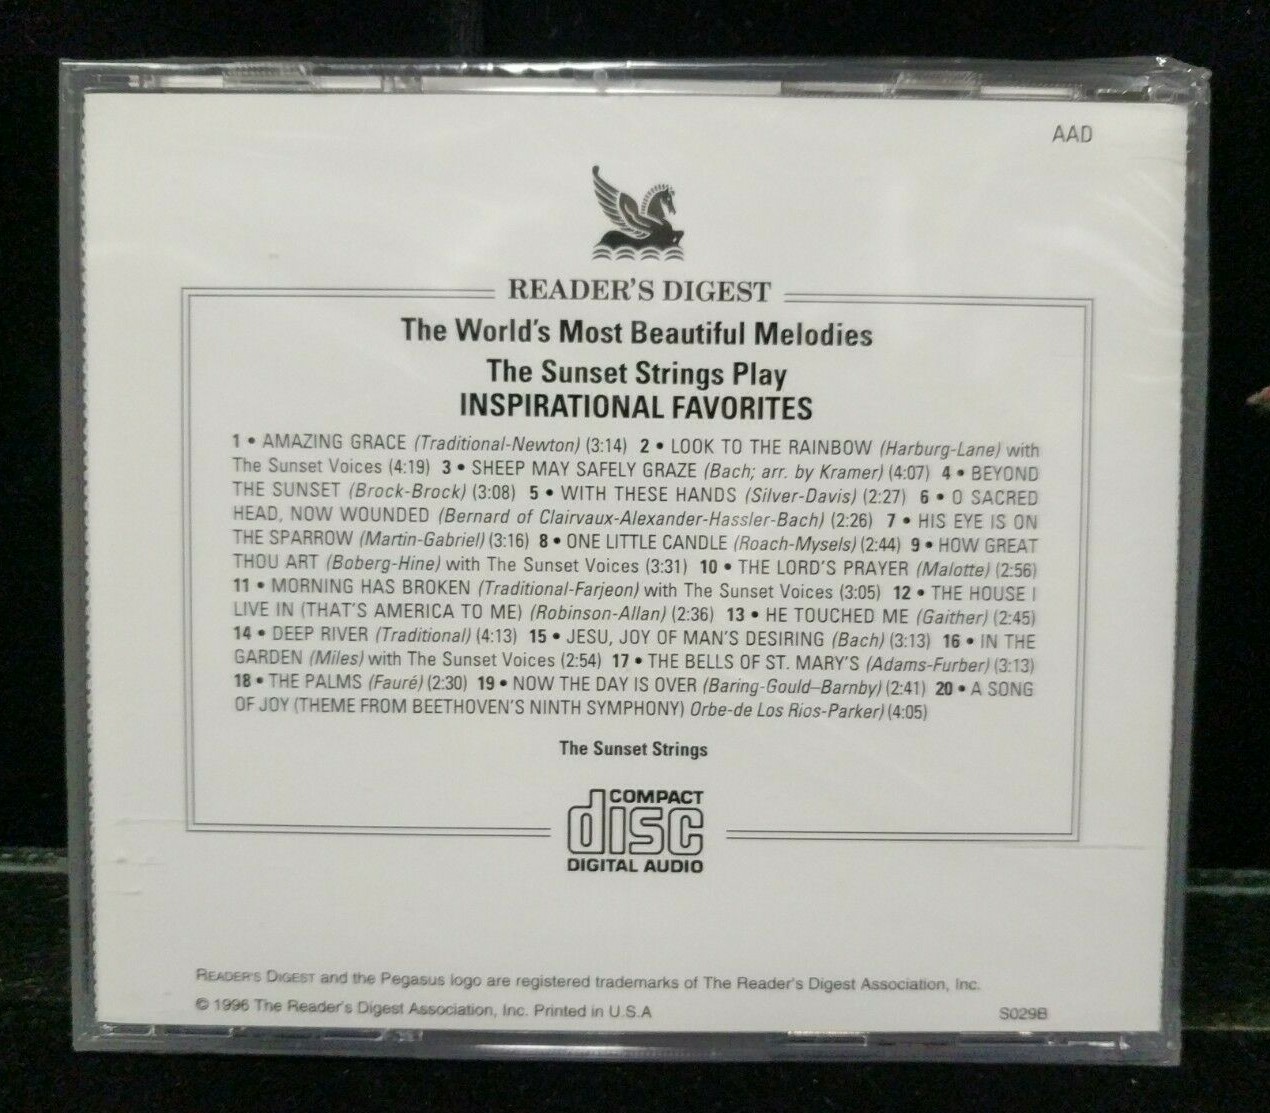 AAD
READER'S DIGEST
The World's Most Beautiful Melodies
The Sunset Strings Play
INSPIRATIONAL FAVORITES
1 • AMAZING GRACE (Traditional-Newton) (3:14) 2 • LOOK TO THE RAINBOW (Harburg-Lane) with
The Sunset Voices (4:19) 3 • SHEEP MAY SAFELY GRAZE (Bach; arr. by Kramer) (4:07) 4 • BEYOND
THE SUNSET (Brock-Brock) (3:08) 5 • WITH THESE HANDS (Silver-Davis) (2:27) 6 • O SACRED
HEAD, NOW WOUNDED (Bernard of Clairvaux-Alexander-Hassler-Bach) (2:26) 7 • HIS EYE IS ON
THE SPARROW (Martin-Gabriel) (3:16) 8 • ONE LITTLE CANDLE (Roach-Mysels) (2:44) 9 • HOW GREAT
THOU ART (Boberg-Hine) with The Sunset Voices (3:31) 10 • THE LORD'S PRAYER (Malotte) (2:56)
11 • MORNING HAS BROKEN (Traditional-Farjeon) with The Sunset Voices (3:05) 12 • THE HOUSE I
LIVE IN (THAT'S AMERICA TO ME) (Robinson-Allan) (2:36) 13 • HE TOUCHED ME (Gaither) (2:45)
14 • DEEP RIVER (Traditional) (4:13) 15 • JESU, JOY OF MAN'S DESIRING (Bach) (3:13) 16 • IN THE
GARDEN (Miles) with The Sunset Voices (2:54) 17 • THE BELLS OF ST. MARY'S (Adams-Furber) (3:13)
18 • THE PALMS (Fauré) (2:30) 19 • NOW THE DAY IS OVER (Baring-Gould–Barnby) (2:41) 20 • A SONG
OF JOY (THEME FROM BEETHOVEN'S NINTH SYMPHONY) Orbe-de Los Rios-Parker) (4:05)
The Sunset Strings
COMPACT
disc
DIGITAL AUDIO
READER'S DIGEST and the Pegasus logo are registered trademarks of The Reader's Digest Association, Inc.
© 1996 The Reader's Digest Association, Inc. Printed in U.S.A
S029B